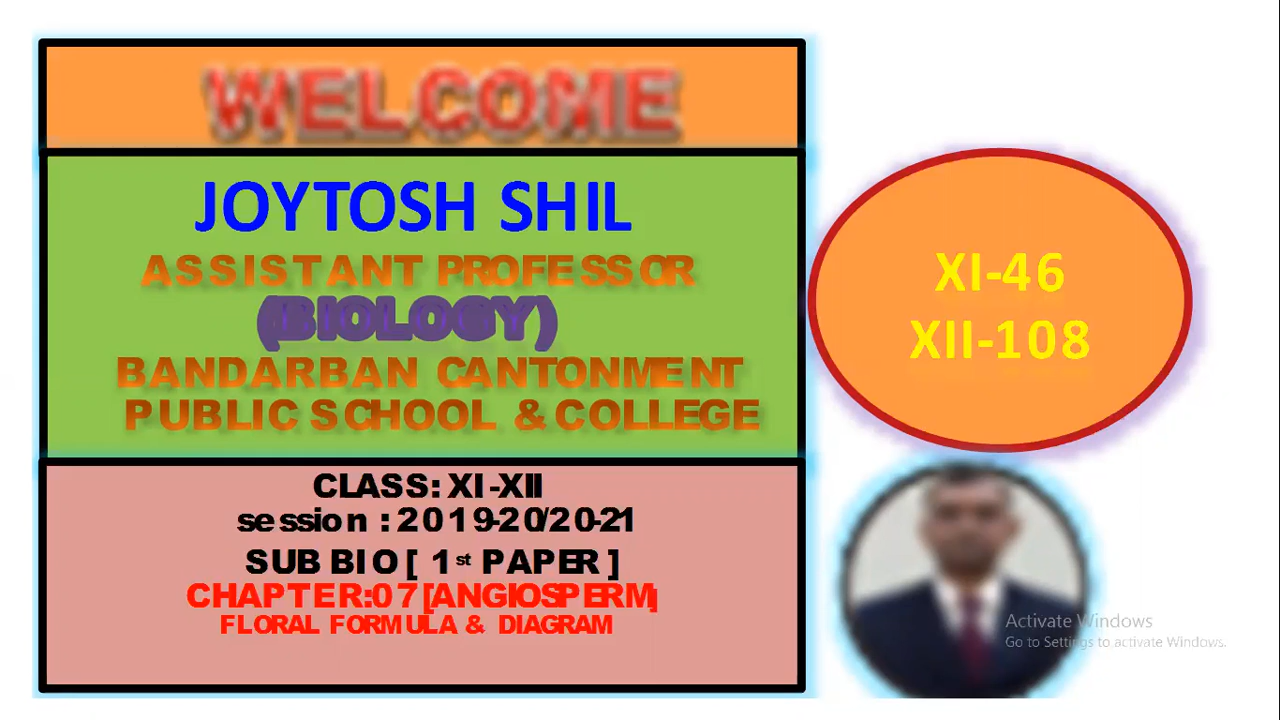 WELCOME
JOYTOSH SHIL
ASSISTANT PROFESSOR
(BIOLOGY)
BANDARBAN CANTONMENT
PUBLIC SCHOOL & COLLEGE
CLASS: XI-XII
session : 2019-20/20-21
SUB BIO [ 1st PAPER ]
CHAPTER:07 [ANGIOSPERM]
FLORAL FORMULA & DIAGRAM
XI-46
XII-108
Activate Windows
Go to Settings to activate Windows.